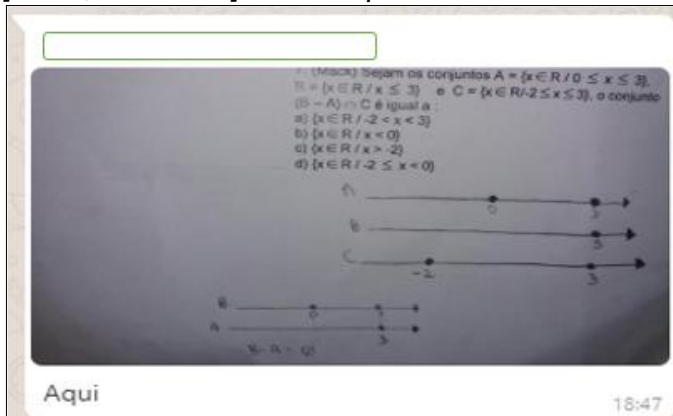 7. (Mack) Sejam os conjuntos A = {x ∈ R / 0 ≤ x ≤ 3},
B = {x ∈ R / x ≤ 3} e C = {x ∈ R/-2 ≤ x ≤ 3}, o conjunto
(B - A) ∩ C é igual a :
a) {x ∈ R / -2 < x < 3}
b) {x ∈ R / x < 0}
c) {x ∈ R / x > -2}
d) {x ∈ R / -2 ≤ x < 0}
A
0 3
B
3
C
-2 3
B
0 3
A
3
B - A =
Aqui
18:47